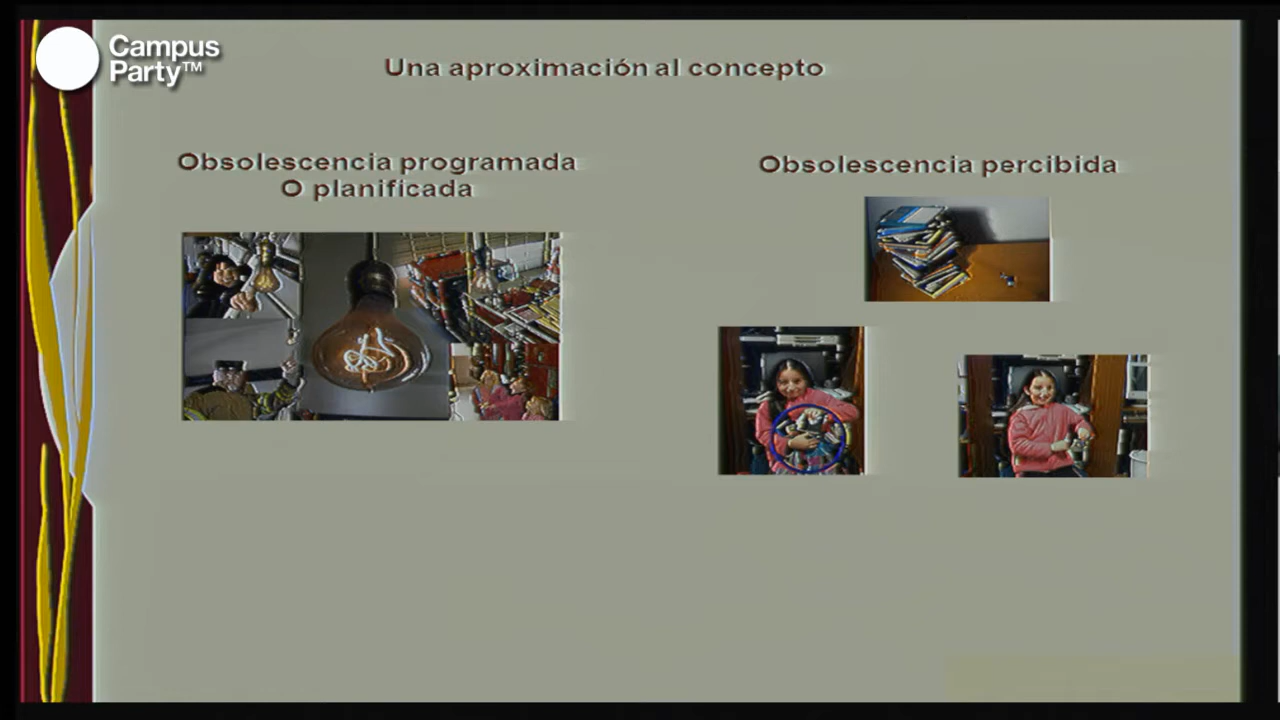 Campus
Party™
Una aproximación al concepto
Obsolescencia programada
O planificada
Obsolescencia percibida